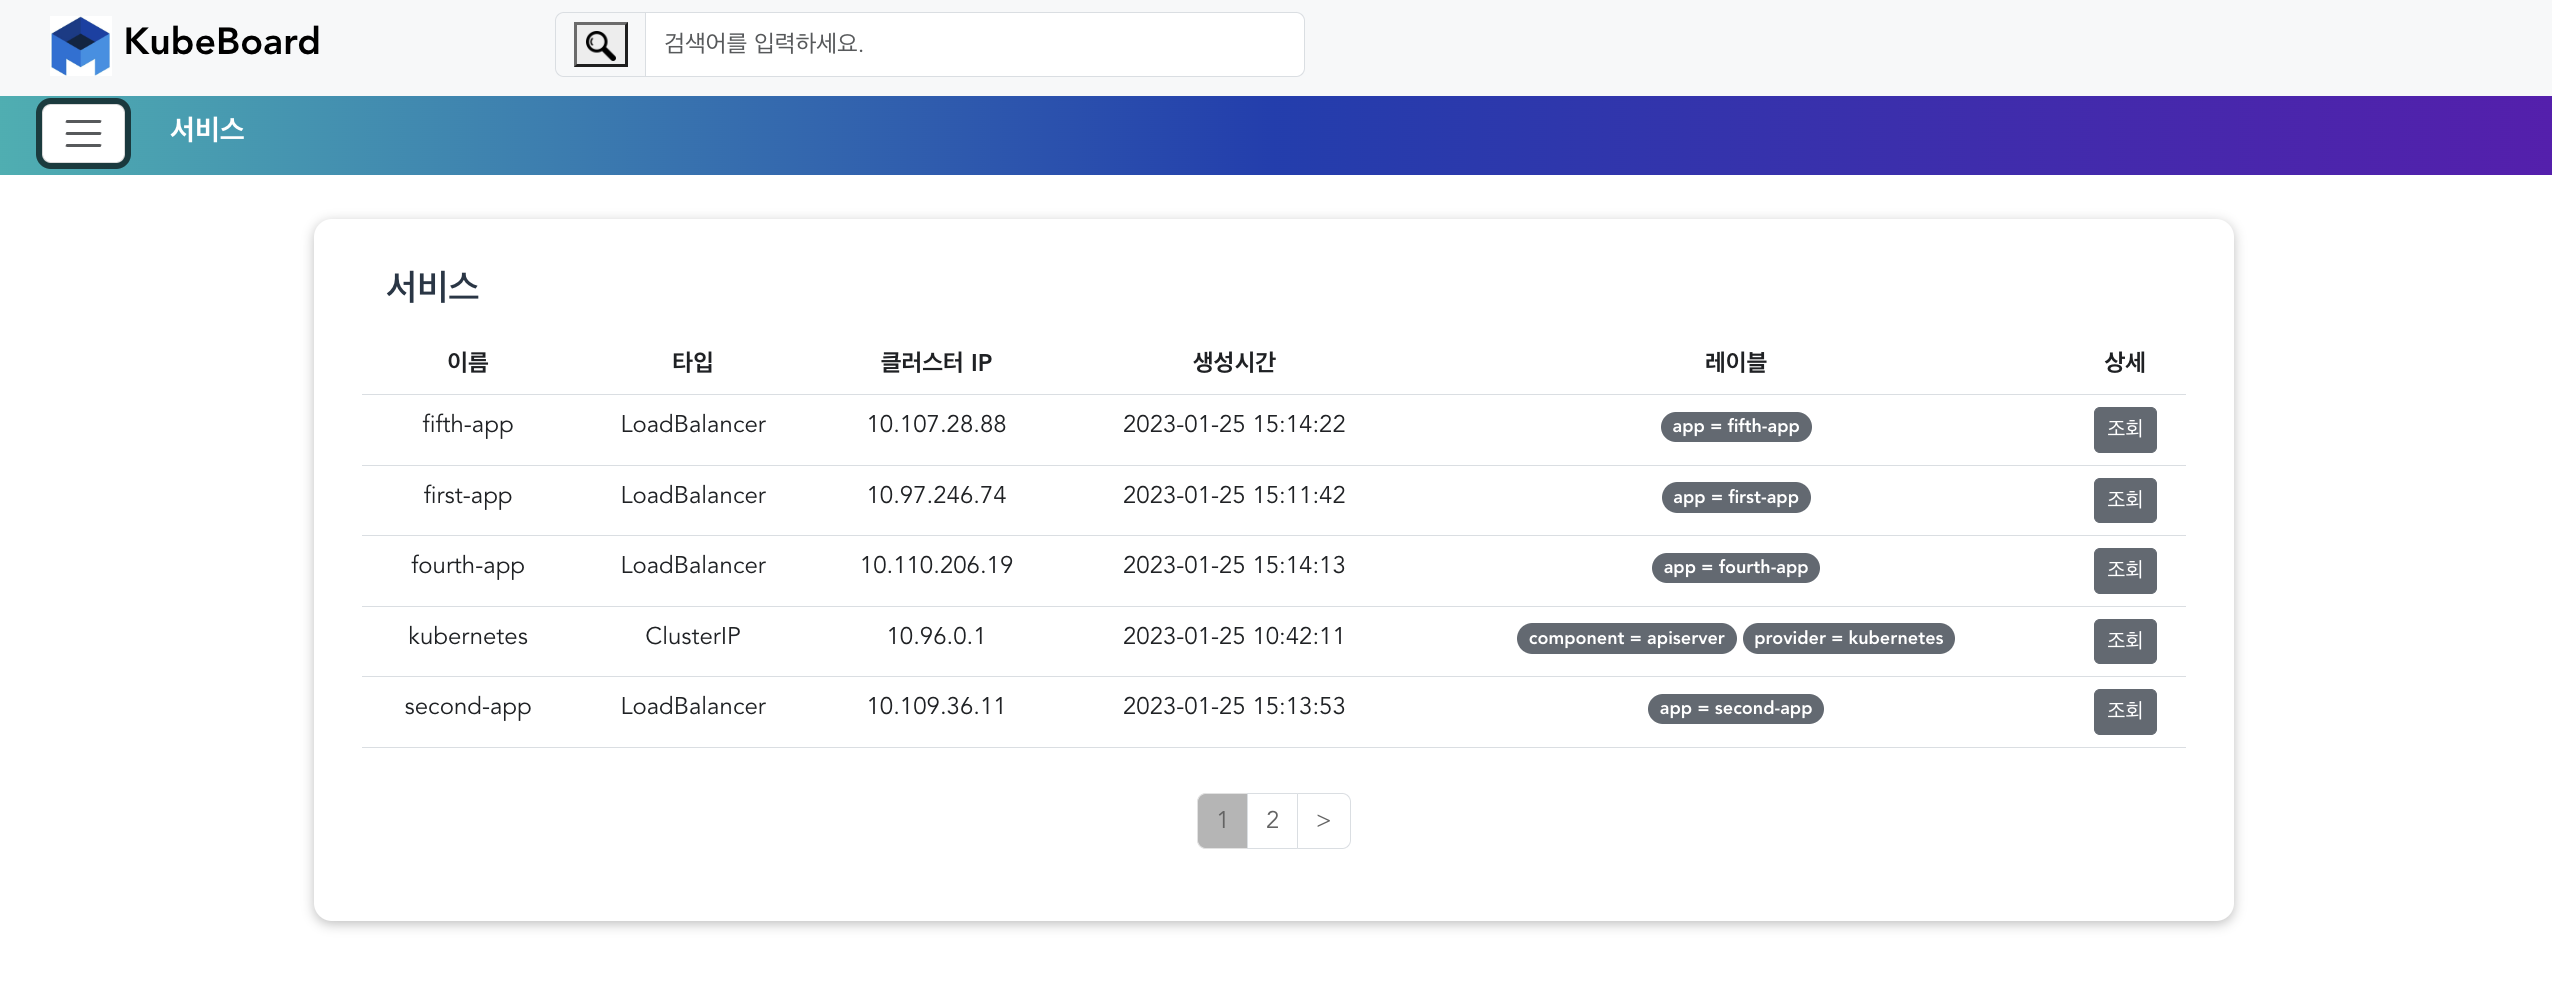 KubeBoard
검색어를 입력하세요.
서비스
서비스
이름 타입 클러스터 IP 생성시간 레이블 상세
fifth-app LoadBalancer 10.107.28.88 2023-01-25 15:14:22 app = fifth-app 조회
first-app LoadBalancer 10.97.246.74 2023-01-25 15:11:42 app = first-app 조회
fourth-app LoadBalancer 10.110.206.19 2023-01-25 15:14:13 app = fourth-app 조회
kubernetes ClusterIP 10.96.0.1 2023-01-25 10:42:11 component = apiserver provider = kubernetes 조회
second-app LoadBalancer 10.109.36.11 2023-01-25 15:13:53 app = second-app 조회
1 2 >